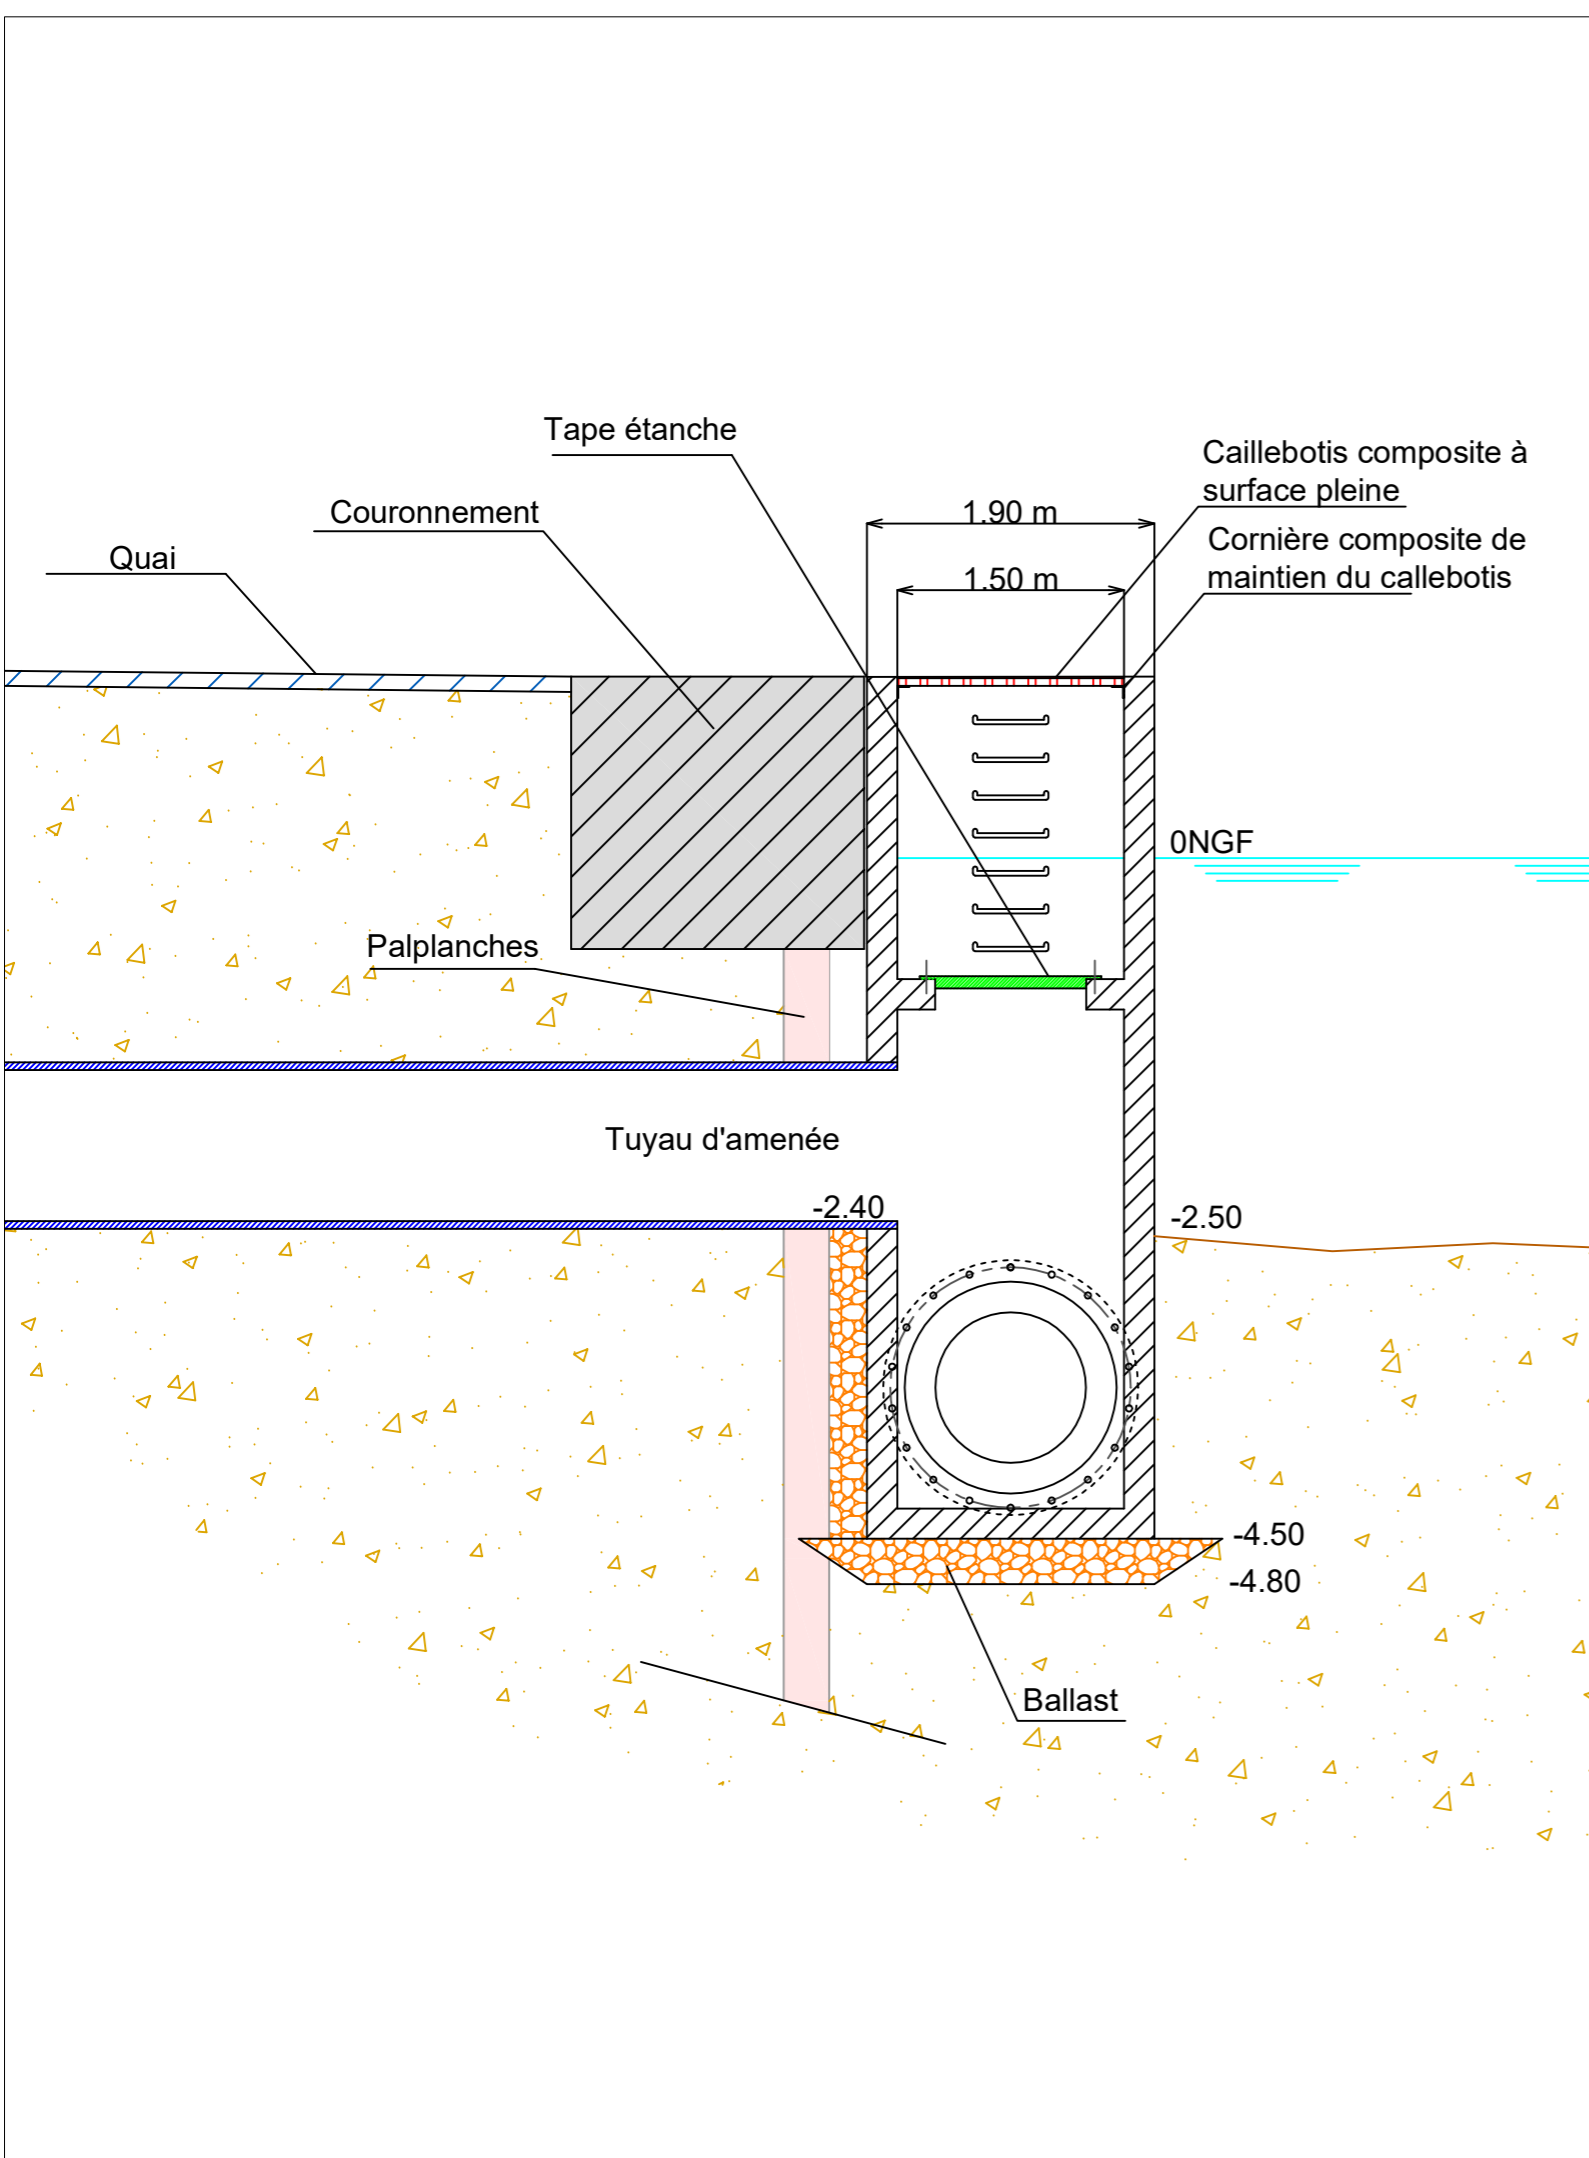 Tape étanche
Caillebotis composite à
surface pleine
Couronnement
1.90 m
Cornière composite de
maintien du callebotis
Quai
1.50 m
0NGF
Palplanches
Tuyau d'amenée
-2.40
-2.50
-4.50
-4.80
Ballast